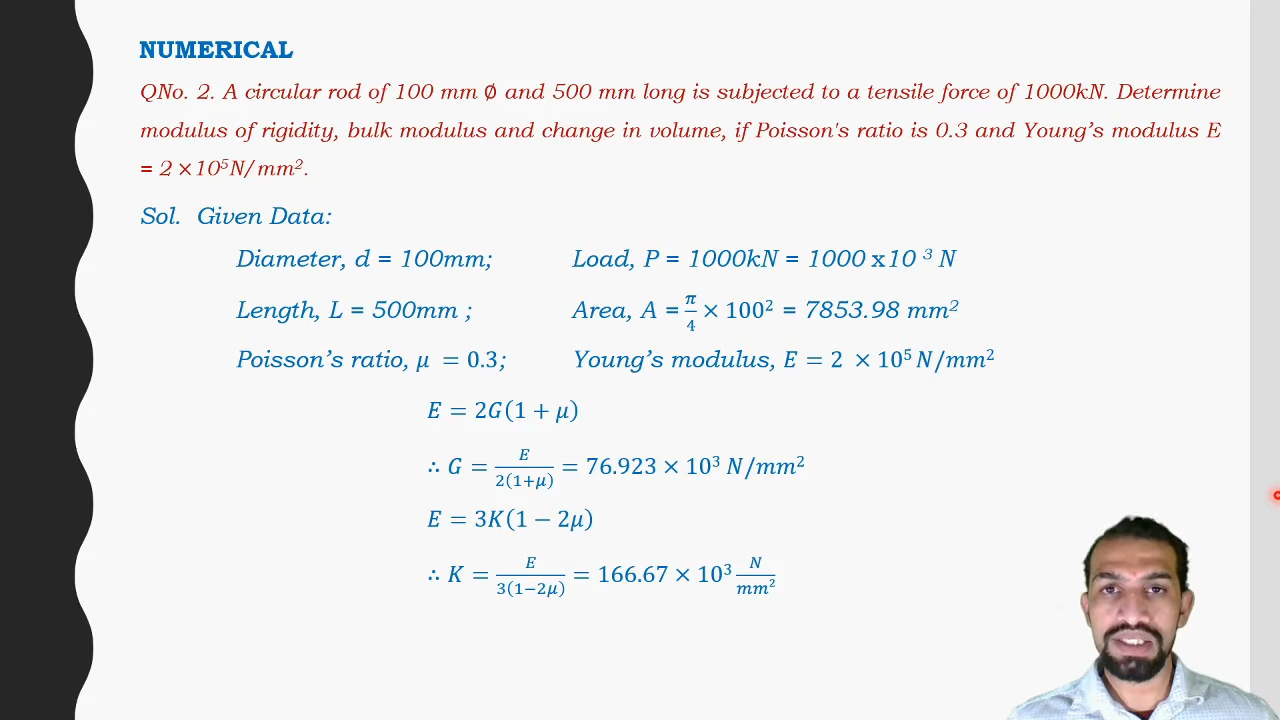 NUMERICAL
QNo. 2. A circular rod of 100 mm ∅ and 500 mm long is subjected to a tensile force of 1000kN. Determine
modulus of rigidity, bulk modulus and change in volume, if Poisson's ratio is 0.3 and Young’s modulus E
= 2 ×10⁵N/mm².
Sol. Given Data:
Diameter, d = 100mm; Load, P = 1000kN = 1000 x10 ³ N
Length, L = 500mm ; Area, A = π/4 × 100² = 7853.98 mm²
Poisson’s ratio, μ = 0.3; Young’s modulus, E = 2 × 10⁵ N/mm²
E = 2G(1 + μ)
∴ G = E/2(1+μ) = 76.923 × 10³ N/mm²
E = 3K(1 − 2μ)
∴ K = E/3(1−2μ) = 166.67 × 10³ N/mm²